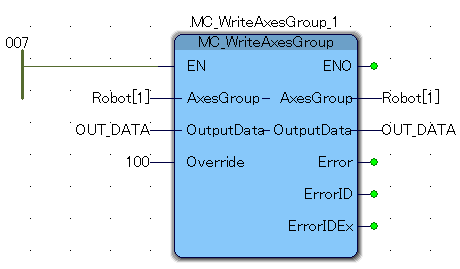 MC_WriteAxesGroup_1
007
MC_WriteAxesGroup
EN ENO
Robot[1] AxesGroup AxesGroup Robot[1]
OUT_DATA OutputData OutputData OUT_DATA
100 Override Error
ErrorID
ErrorIDEx